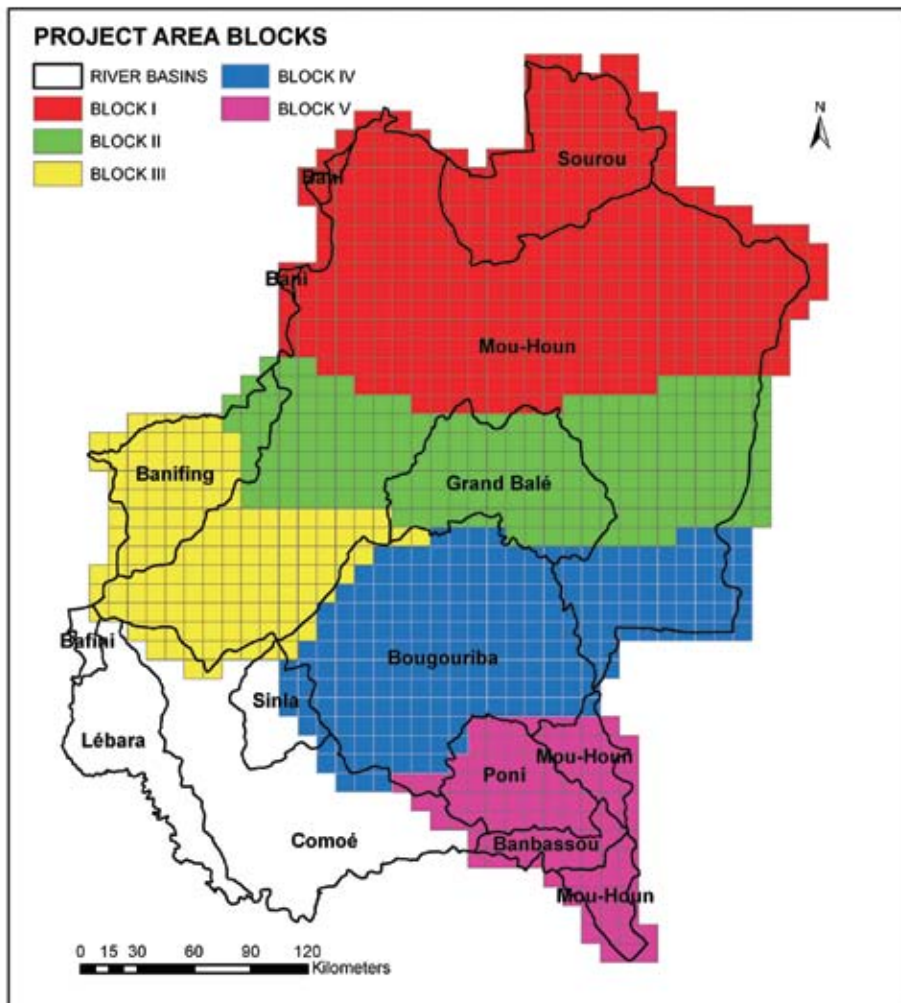 PROJECT AREA BLOCKS
RIVER BASINS
BLOCK I
BLOCK II
BLOCK III
BLOCK IV
BLOCK V
N
Sourou
Bani
Bani
Mou-Houn
Banifing
Grand Balé
Bafini
Bougouriba
Sinla
Lébara
Mou-Houn
Poni
Comoé
Banbassou
Mou-Houn
0 15 30 60 90 120
Kilometers